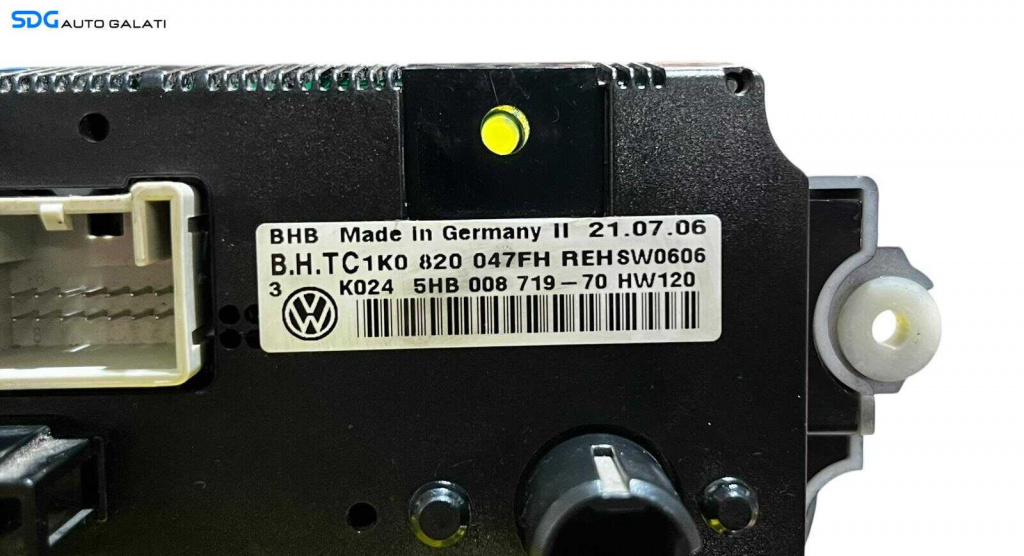 SDG AUTO GALATI
BHB Made in Germany II 21.07.06
B.H.TC1K0 820 047FH REHSW0606
3 K024 5HB 008 719-70 HW120